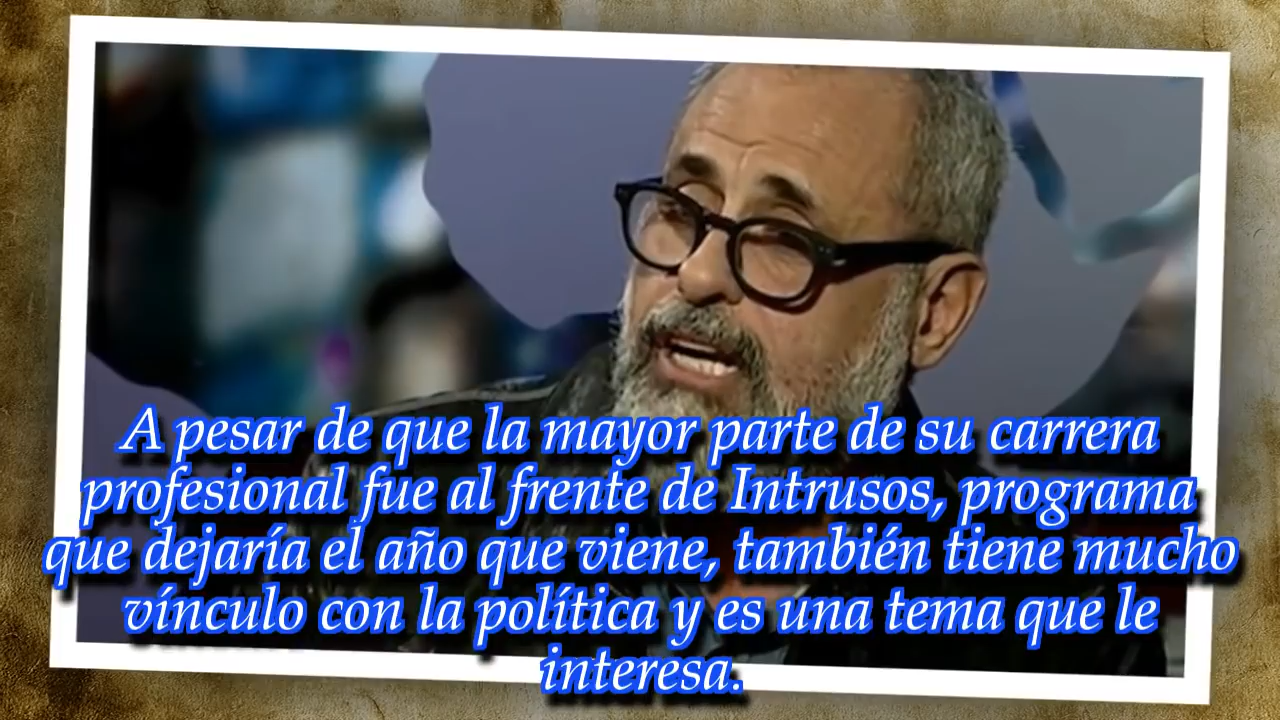 A pesar de que la mayor parte de su carrera
profesional fue al frente de Intrusos, programa
que dejaría el año que viene, también tiene mucho
vínculo con la política y es una tema que le
interesa.